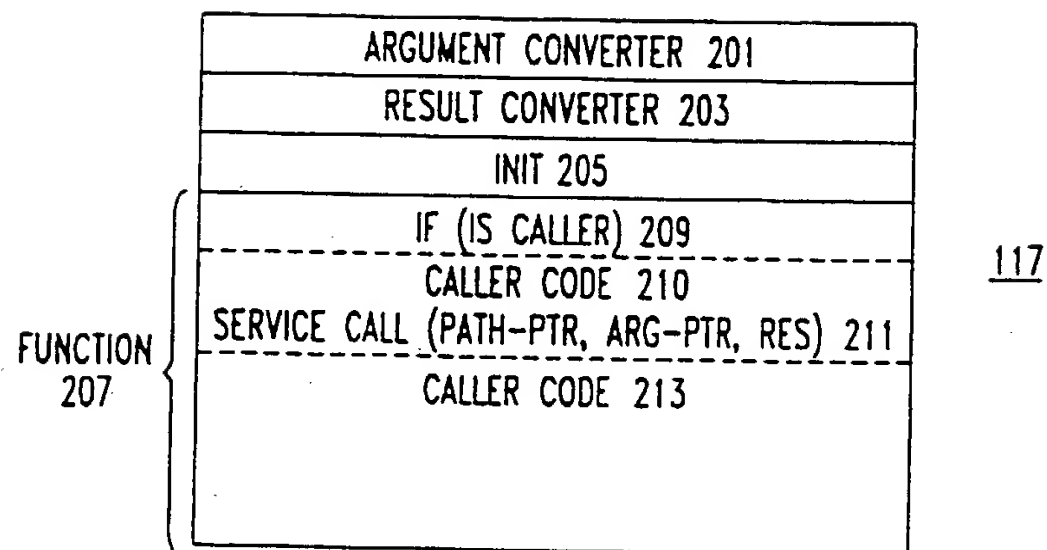 ARGUMENT CONVERTER 201
RESULT CONVERTER 203
INIT 205
IF (IS CALLER) 209
CALLER CODE 210
SERVICE CALL (PATH-PTR, ARG-PTR, RES) 211
CALLER CODE 213
FUNCTION
207
117